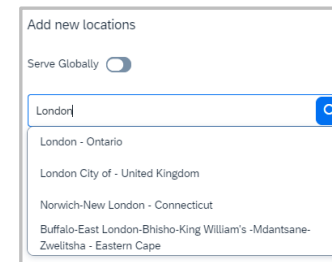 Add new locations
Serve Globally
London
London - Ontario
London City of - United Kingdom
Norwich-New London - Connecticut
Buffalo-East London-Bhisho-King William's -Mdantsane-
Zwelitsha - Eastern Cape